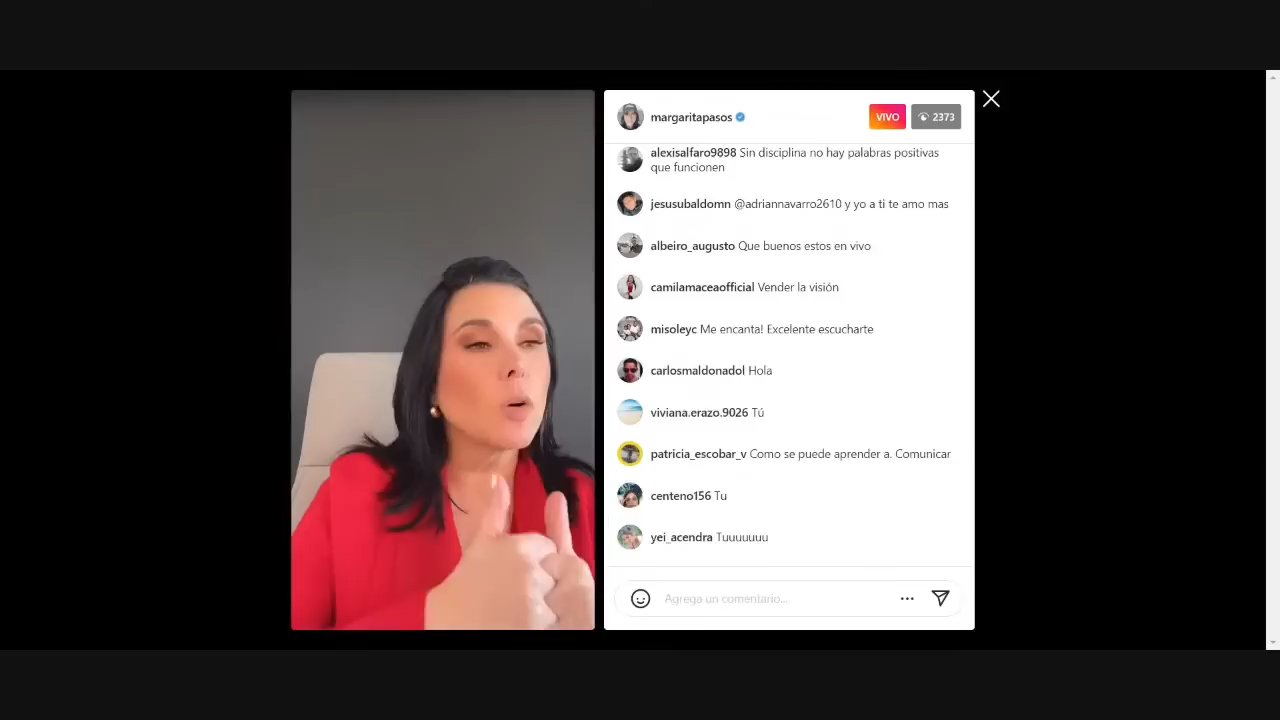 margaritapasos
VIVO
2373
alexisalfaro9898 Sin disciplina no hay palabras positivas
que funcionen
jesusubaldomn @adriannavarro2610 y yo a ti te amo mas
albeiro_augusto Que buenos estos en vivo
camilamaceaofficial Vender la visión
misoleyc Me encanta! Excelente escucharte
carlosmaldonadol Hola
viviana.erazo.9026 Tú
patricia_escobar_v Como se puede aprender a. Comunicar
centeno156 Tu
yei_acendra Tuuuuuuu
Agrega un comentario...